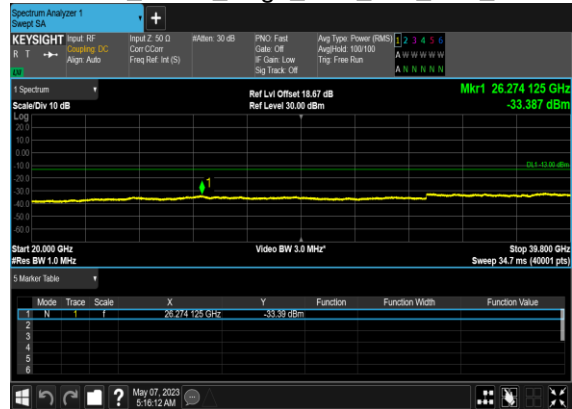 Spectrum Analyzer 1
Swept SA
+
KEYSIGHT Input: RF Input Z: 50 Ω #Atten: 30 dB PNO: Fast Avg Type: Power (RMS) 1 2 3 4 5 6
R T Coupling: DC Corr CCorr Gate: Off Avg|Hold: 100/100 A W W W W W
Align: Auto Freq Ref: Int (S) IF Gain: Low Trig: Free Run A N N N N N
Sig Track: Off
1 Spectrum
Scale/Div 10 dB
Ref Lvl Offset 18.67 dB
Ref Level 30.00 dBm
Mkr1 26.274 125 GHz
-33.387 dBm
Log
20.0
10.0
0.00
-10.0
DL1 -13.00 dBm
-20.0
1
-30.0
-40.0
-50.0
-60.0
Start 20.000 GHz Video BW 3.0 MHz* Stop 39.800 GHz
#Res BW 1.0 MHz Sweep 34.7 ms (40001 pts)
5 Marker Table
Mode Trace Scale X Y Function Function Width Function Value
1 N 1 f 26.274 125 GHz -33.39 dBm
2
3
4
5
6
?
May 07, 2023
5:16:12 AM